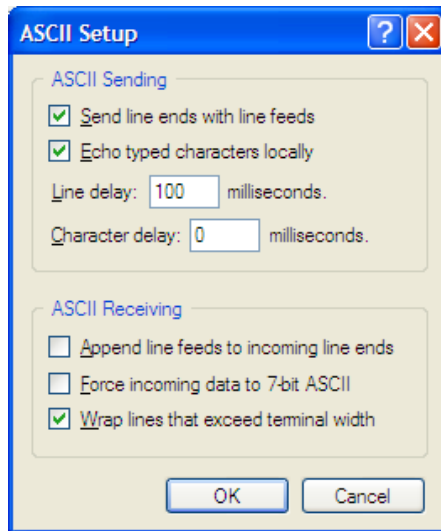 ASCII Setup
ASCII Sending
Send line ends with line feeds
Echo typed characters locally
Line delay: 100 milliseconds.
Character delay: 0 milliseconds.
ASCII Receiving
Append line feeds to incoming line ends
Force incoming data to 7-bit ASCII
Wrap lines that exceed terminal width
OK Cancel